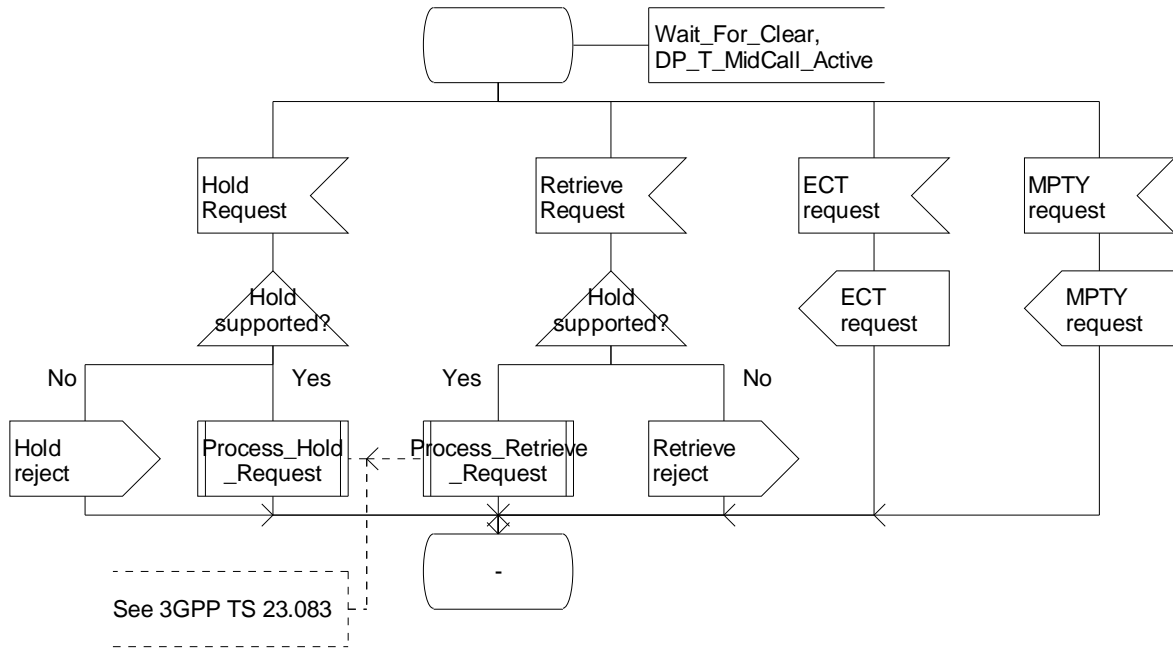 Wait_For_Clear,
DP_T_MidCall_Active
Hold
Request
Retrieve
Request
ECT
request
MPTY
request
Hold
supported?
Hold
supported?
ECT
request
MPTY
request
No
Yes
Yes
No
Hold
reject
Process_Hold
_Request
Process_Retrieve
_Request
Retrieve
reject
-
See 3GPP TS 23.083